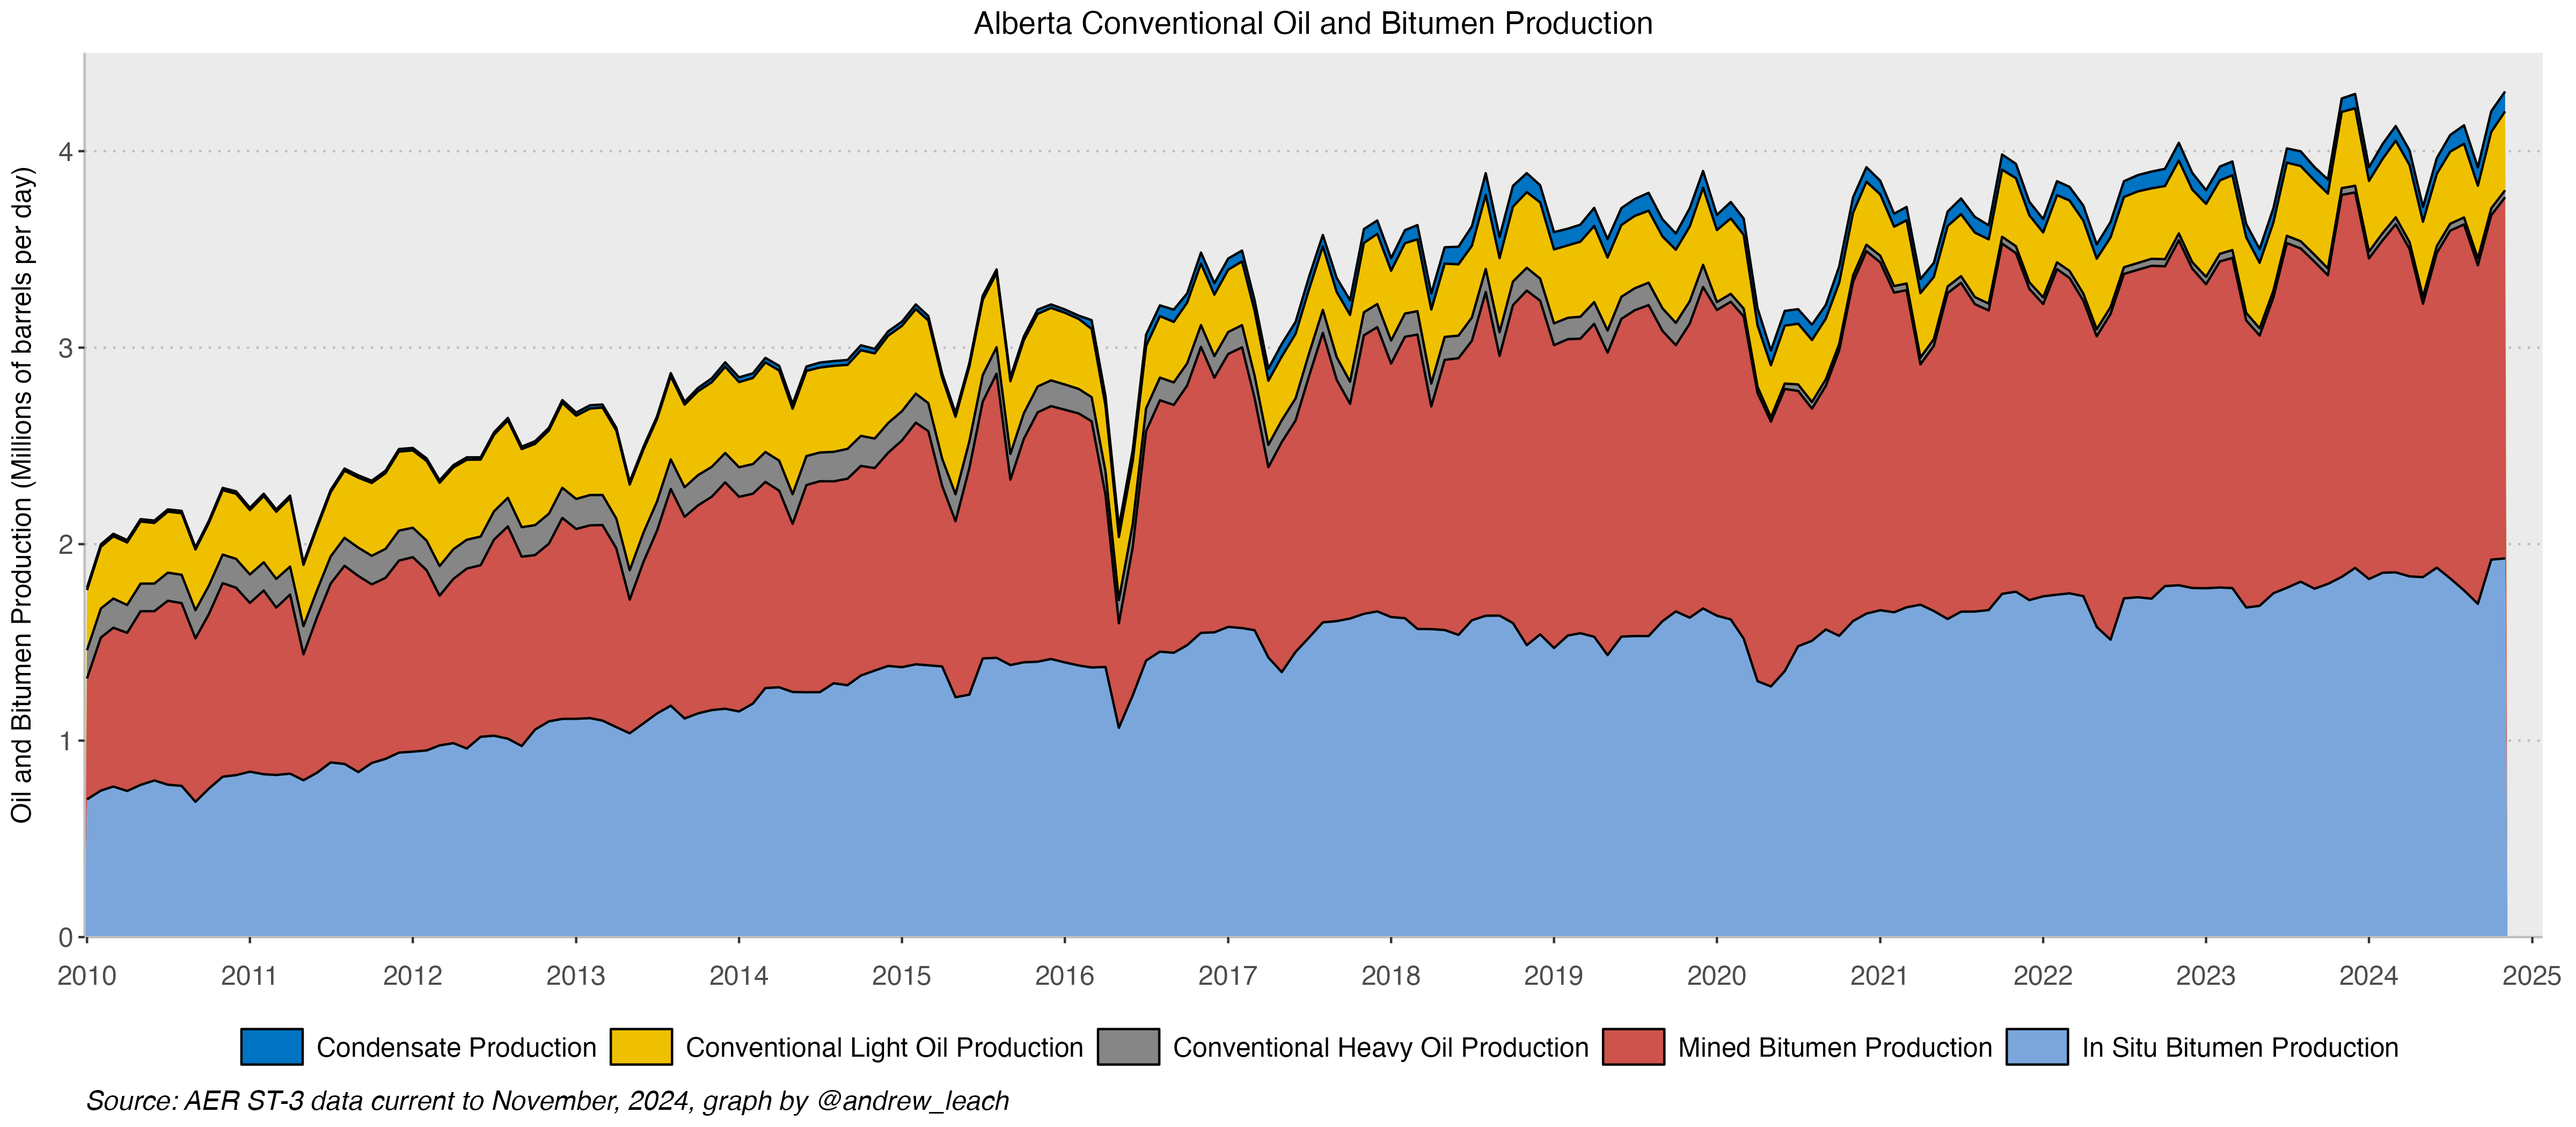 Alberta Conventional Oil and Bitumen Production
Oil and Bitumen Production (Millions of barrels per day)
4
3
2
1
0
2010 2011 2012 2013 2014 2015 2016 2017 2018 2019 2020 2021 2022 2023 2024 2025
Condensate Production Conventional Light Oil Production Conventional Heavy Oil Production Mined Bitumen Production In Situ Bitumen Production
Source: AER ST-3 data current to November, 2024, graph by @andrew_leach